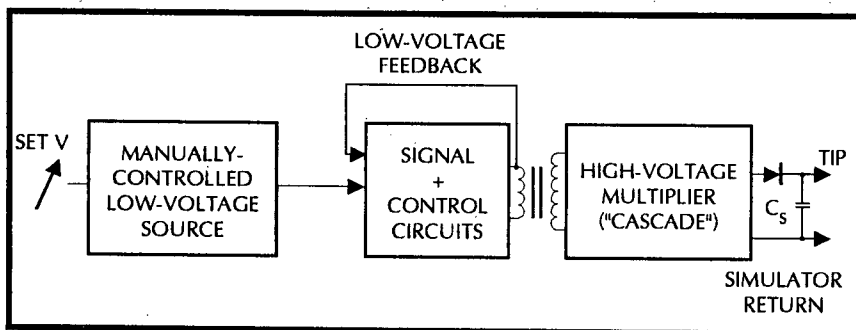 LOW-VOLTAGE
FEEDBACK
SET V
MANUALLY-
CONTROLLED
LOW-VOLTAGE
SOURCE
SIGNAL
+
CONTROL
CIRCUITS
HIGH-VOLTAGE
MULTIPLIER
("CASCADE")
TIP
Cs
SIMULATOR
RETURN